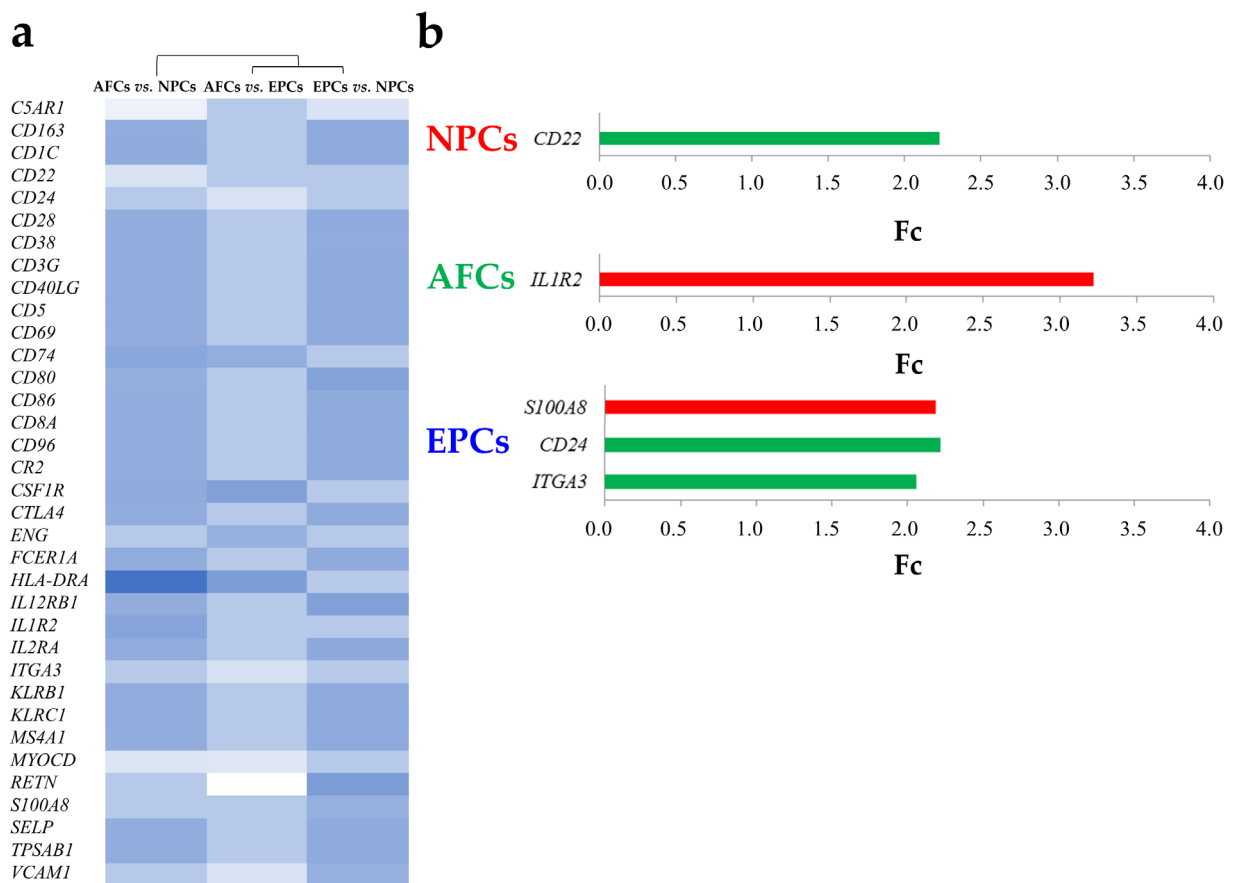 a
AFCs vs. NPCs AFCs vs. EPCs EPCs vs. NPCs
C5AR1
CD163
CD1C
CD22
CD24
CD28
CD38
CD3G
CD40LG
CD5
CD69
CD74
CD80
CD86
CD8A
CD96
CR2
CSF1R
CTLA4
ENG
FCER1A
HLA-DRA
IL12RB1
IL1R2
IL2RA
ITGA3
KLRB1
KLRC1
MS4A1
MYOCD
RETN
S100A8
SELP
TPSAB1
VCAM1
b
NPCs CD22
0.0 0.5 1.0 1.5 2.0 2.5 3.0 3.5 4.0
Fc
AFCs IL1R2
0.0 0.5 1.0 1.5 2.0 2.5 3.0 3.5 4.0
Fc
S100A8
EPCs CD24
ITGA3
0.0 0.5 1.0 1.5 2.0 2.5 3.0 3.5 4.0
Fc